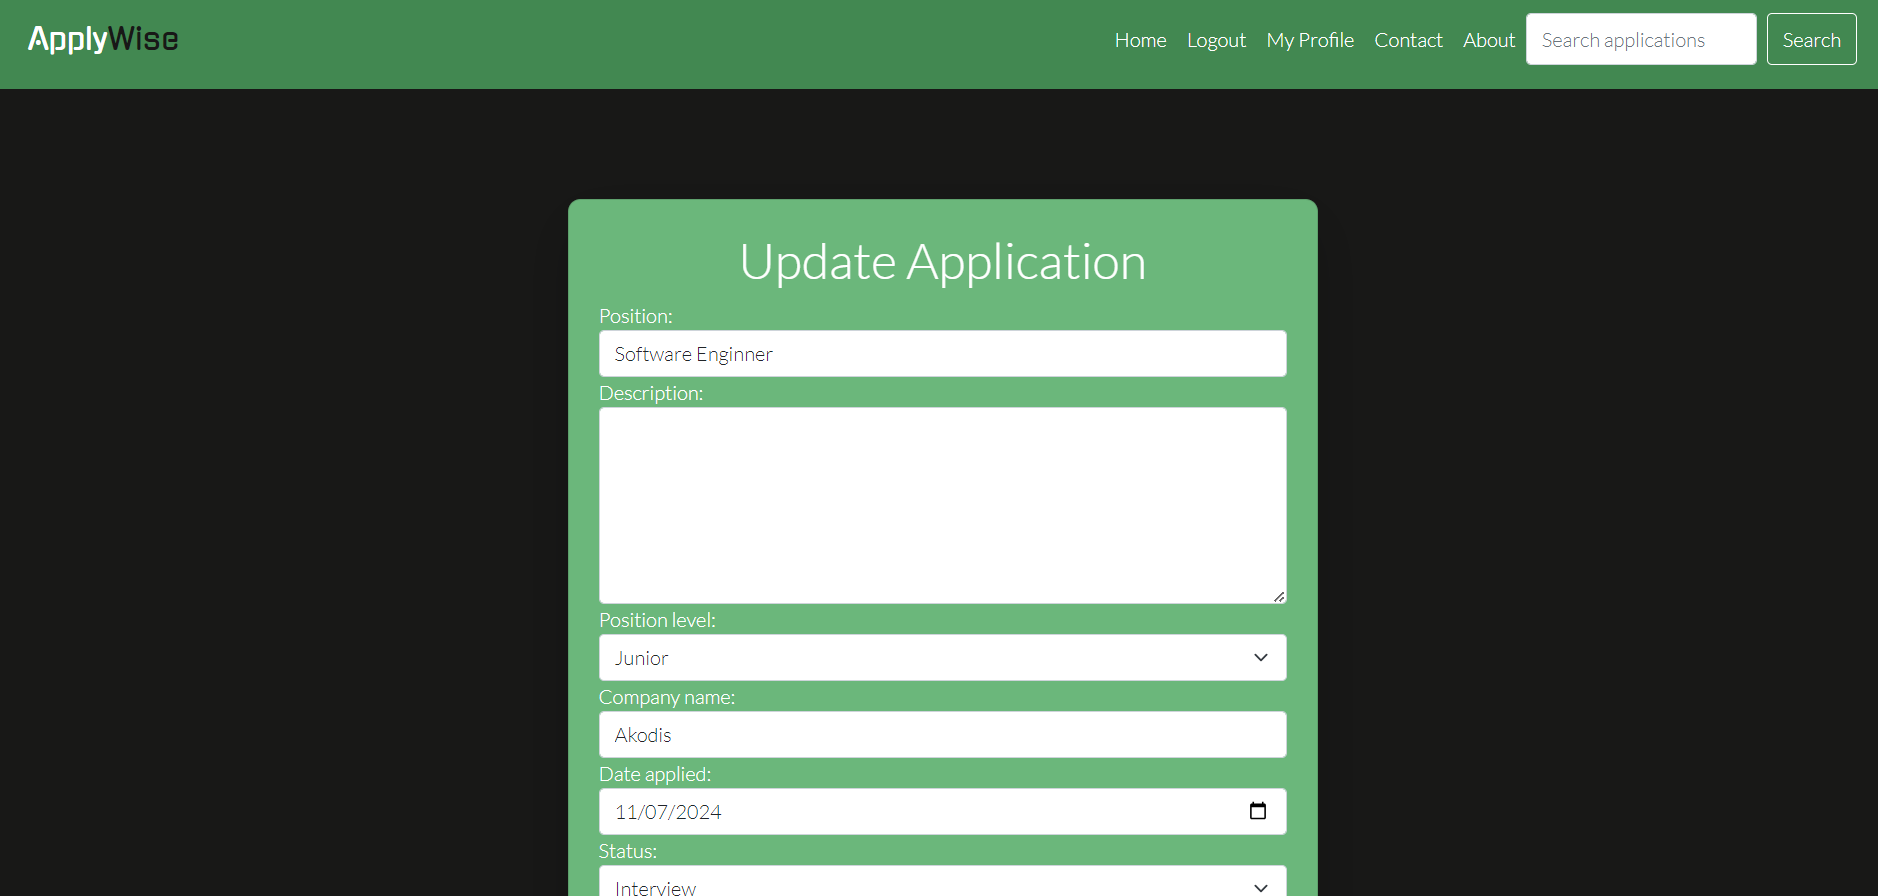 ApplyWise
Home Logout My Profile Contact About Search applications Search
Update Application
Position:
Software Enginner
Description:
Position level:
Junior
Company name:
Akodis
Date applied:
11/07/2024
Status:
Interview